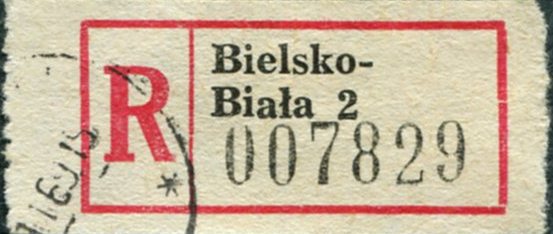 R
Bielsko-
Biała 2
007829